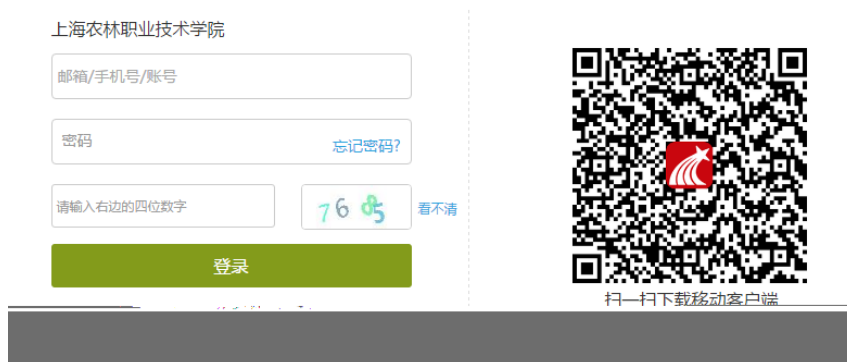 上海农林职业技术学院
邮箱/手机号/账号
密码
忘记密码?
请输入右边的四位数字
7685
看不清
登录
扫一扫下载移动客户端